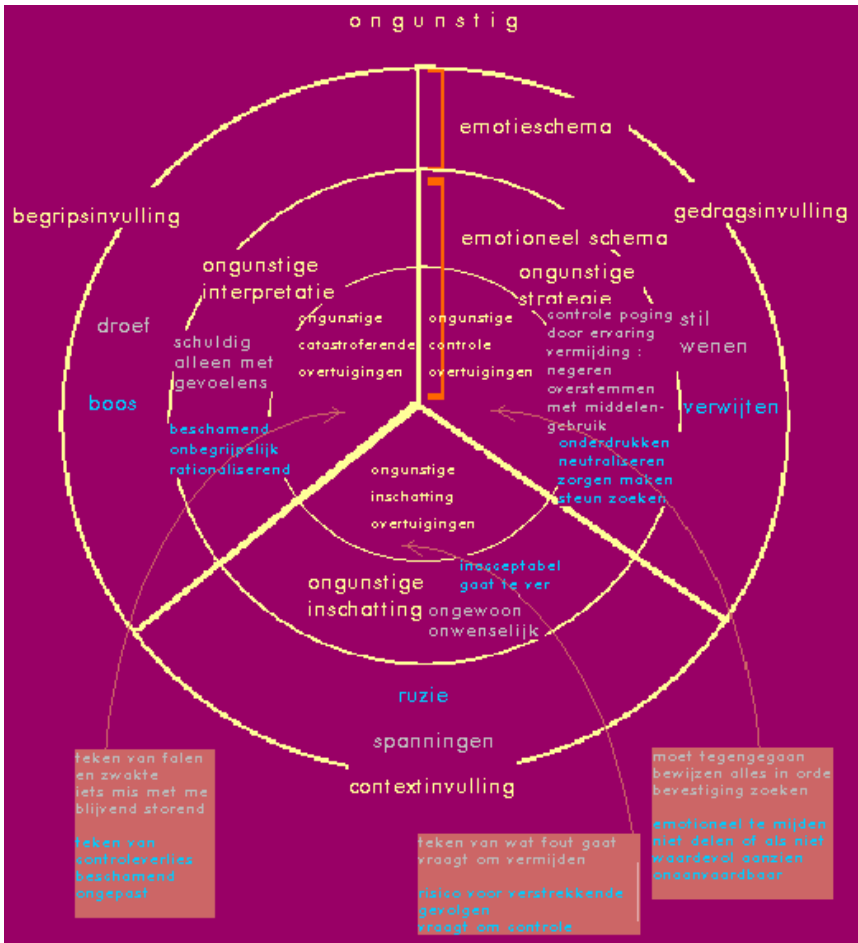 ongunstig
emotieschema
begripsinvulling
gedragsinvulling
emotioneel schema
ongunstige
interpretatie
ongunstige
strategie
droef
schuldig
alleen met
gevoelens
boos
beschamend
onbegrijpelijk
rationaliserend
ongunstige
catastroferende
overtuigingen
ongunstige
controle
overtuigingen
controle poging
door ervaring
vermijding :
negeren
overstemmen
met middelen-
gebruik
onderdrukken
neutraliseren
zorgen maken
steun zoeken
stil
wenen
verwijten
ongunstige
inschatting
overtuigingen
inacceptabel
gaat te ver
ongunstige
inschatting
ongewoon
onwenselijk
ruzie
spanningen
contextinvulling
teken van falen
en zwakte
iets mis met me
blijvend storend
teken van
controleverlies
beschamend
ongepast
teken van wat fout gaat
vraagt om vermijden
risico voor verstrekkende
gevolgen
vraagt om controle
moet tegengegaan
bewijzen alles in orde
bevestiging zoeken
emotioneel te mijden
niet delen of als niet
waardevol aanzien
onaanvaardbaar